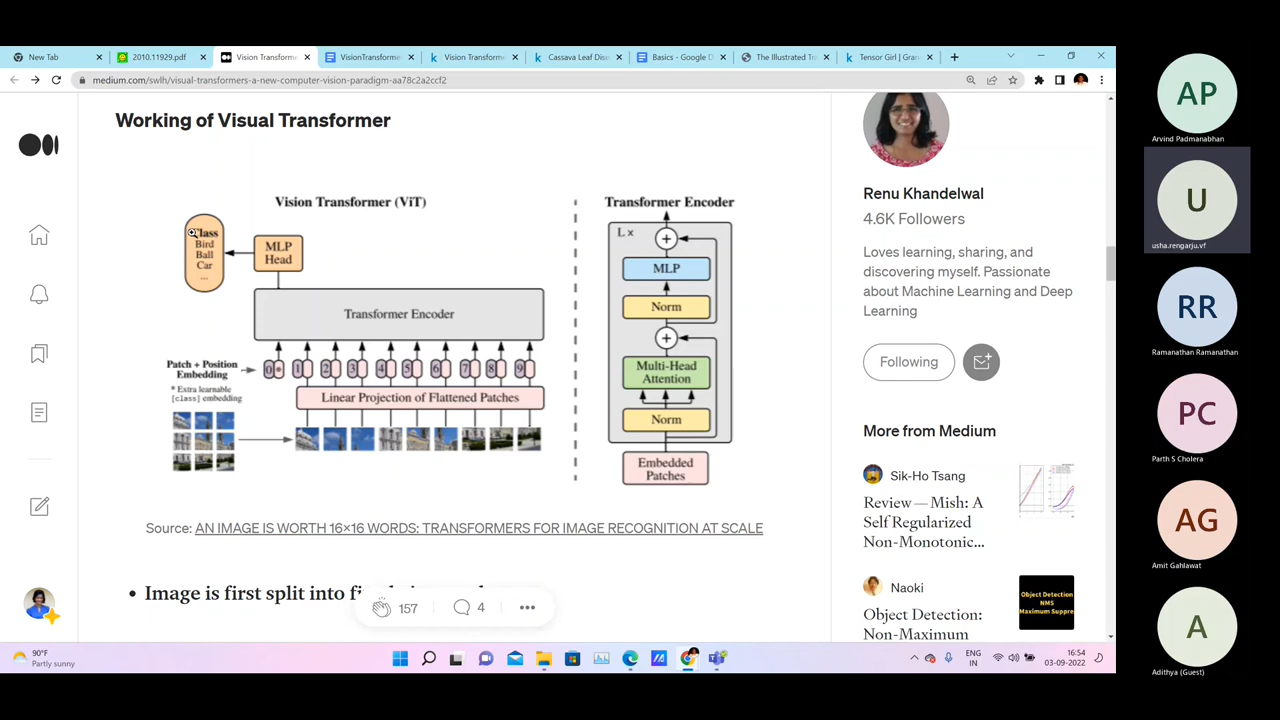 New Tab
2010.11929.pdf
Vision Transforme
VisionTransforme
Vision Transforme
Cassava Leaf Dise
Basics - Google D
The Illustrated Tra
Tensor Girl | Gran
medium.com/swlh/visual-transformers-a-new-computer-vision-paradigm-aa78c2a2ccf2
Working of Visual Transformer
Vision Transformer (ViT)
Class
Bird
Ball
Car
...
MLP
Head
Transformer Encoder
Patch + Position
Embedding
* Extra learnable
[class] embedding
0 * 1 2 3 4 5 6 7 8 9
Linear Projection of Flattened Patches
Transformer Encoder
L x
+
MLP
Norm
+
Multi-Head
Attention
Norm
Embedded
Patches
Source: AN IMAGE IS WORTH 16×16 WORDS: TRANSFORMERS FOR IMAGE RECOGNITION AT SCALE
• Image is first split into
157
4
Renu Khandelwal
4.6K Followers
Loves learning, sharing, and
discovering myself. Passionate
about Machine Learning and Deep
Learning
Following
More from Medium
Sik-Ho Tsang
Review — Mish: A
Self Regularized
Non-Monotonic...
Naoki
Object Detection:
Non-Maximum
Object Detection
NMS
Maximum Suppre
90°F
Partly sunny
ENG
IN
16:54
03-09-2022
AP
Arvind Padmanabhan
U
usha.rengarju.vf
RR
Ramanathan Ramanathan
PC
Parth S Cholera
AG
Amit Gahlawat
A
Adithya (Guest)